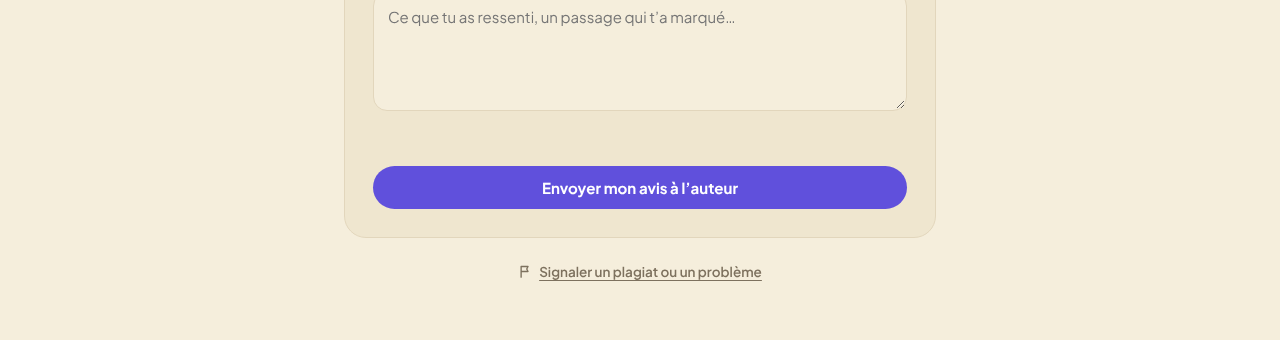 Ce que tu as ressenti, un passage qui t’a marqué…
Envoyer mon avis à l’auteur
Signaler un plagiat ou un problème